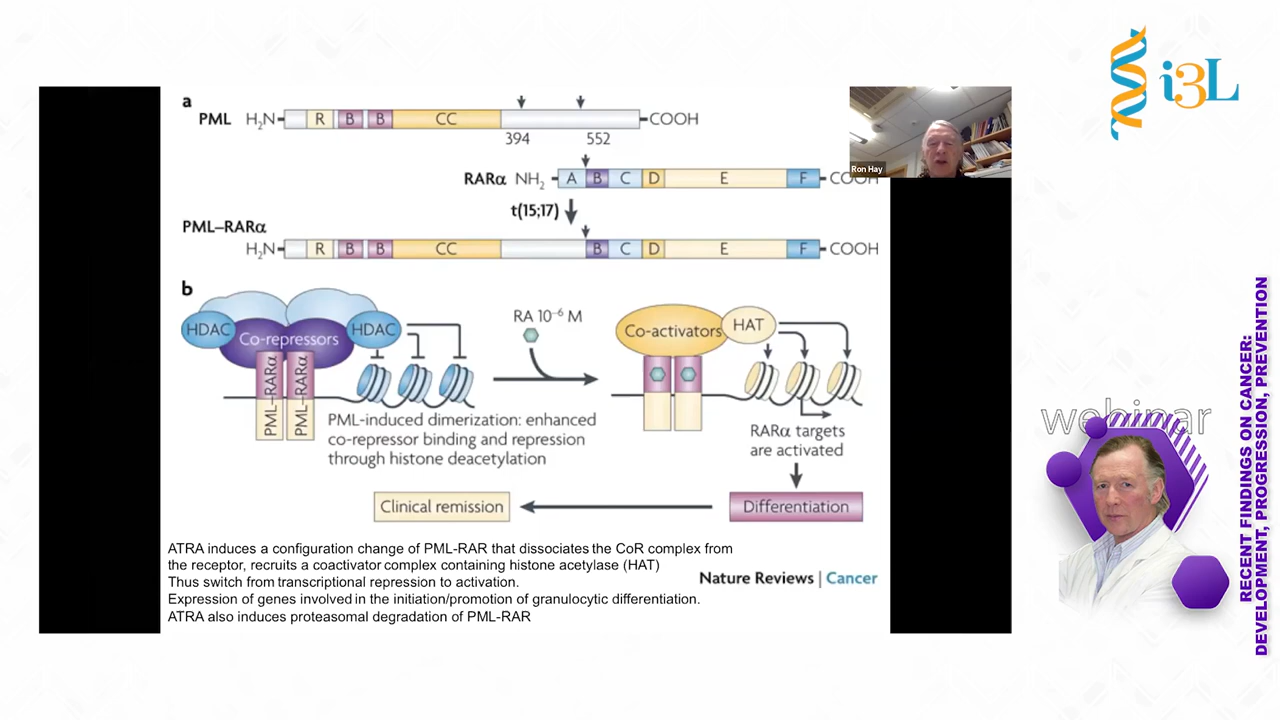 a
PML H₂N R B B CC COOH
394 552
RARα NH₂ A B C D E F COOH
t(15;17)
PML–RARα
H₂N R B B CC B C D E F COOH
b
HDAC HDAC
Co-repressors
PML–RARα PML–RARα
RA 10⁻⁶ M
Co-activators HAT
PML-induced dimerization: enhanced
co-repressor binding and repression
through histone deacetylation
RARα targets
are activated
Clinical remission
Differentiation
ATRA induces a configuration change of PML-RAR that dissociates the CoR complex from
the receptor, recruits a coactivator complex containing histone acetylase (HAT)
Thus switch from transcriptional repression to activation.
Expression of genes involved in the initiation/promotion of granulocytic differentiation.
ATRA also induces proteasomal degradation of PML-RAR
Nature Reviews | Cancer
Ron Hay
i3L
webinar
RECENT FINDINGS ON CANCER:
DEVELOPMENT, PROGRESSION, PREVENTION